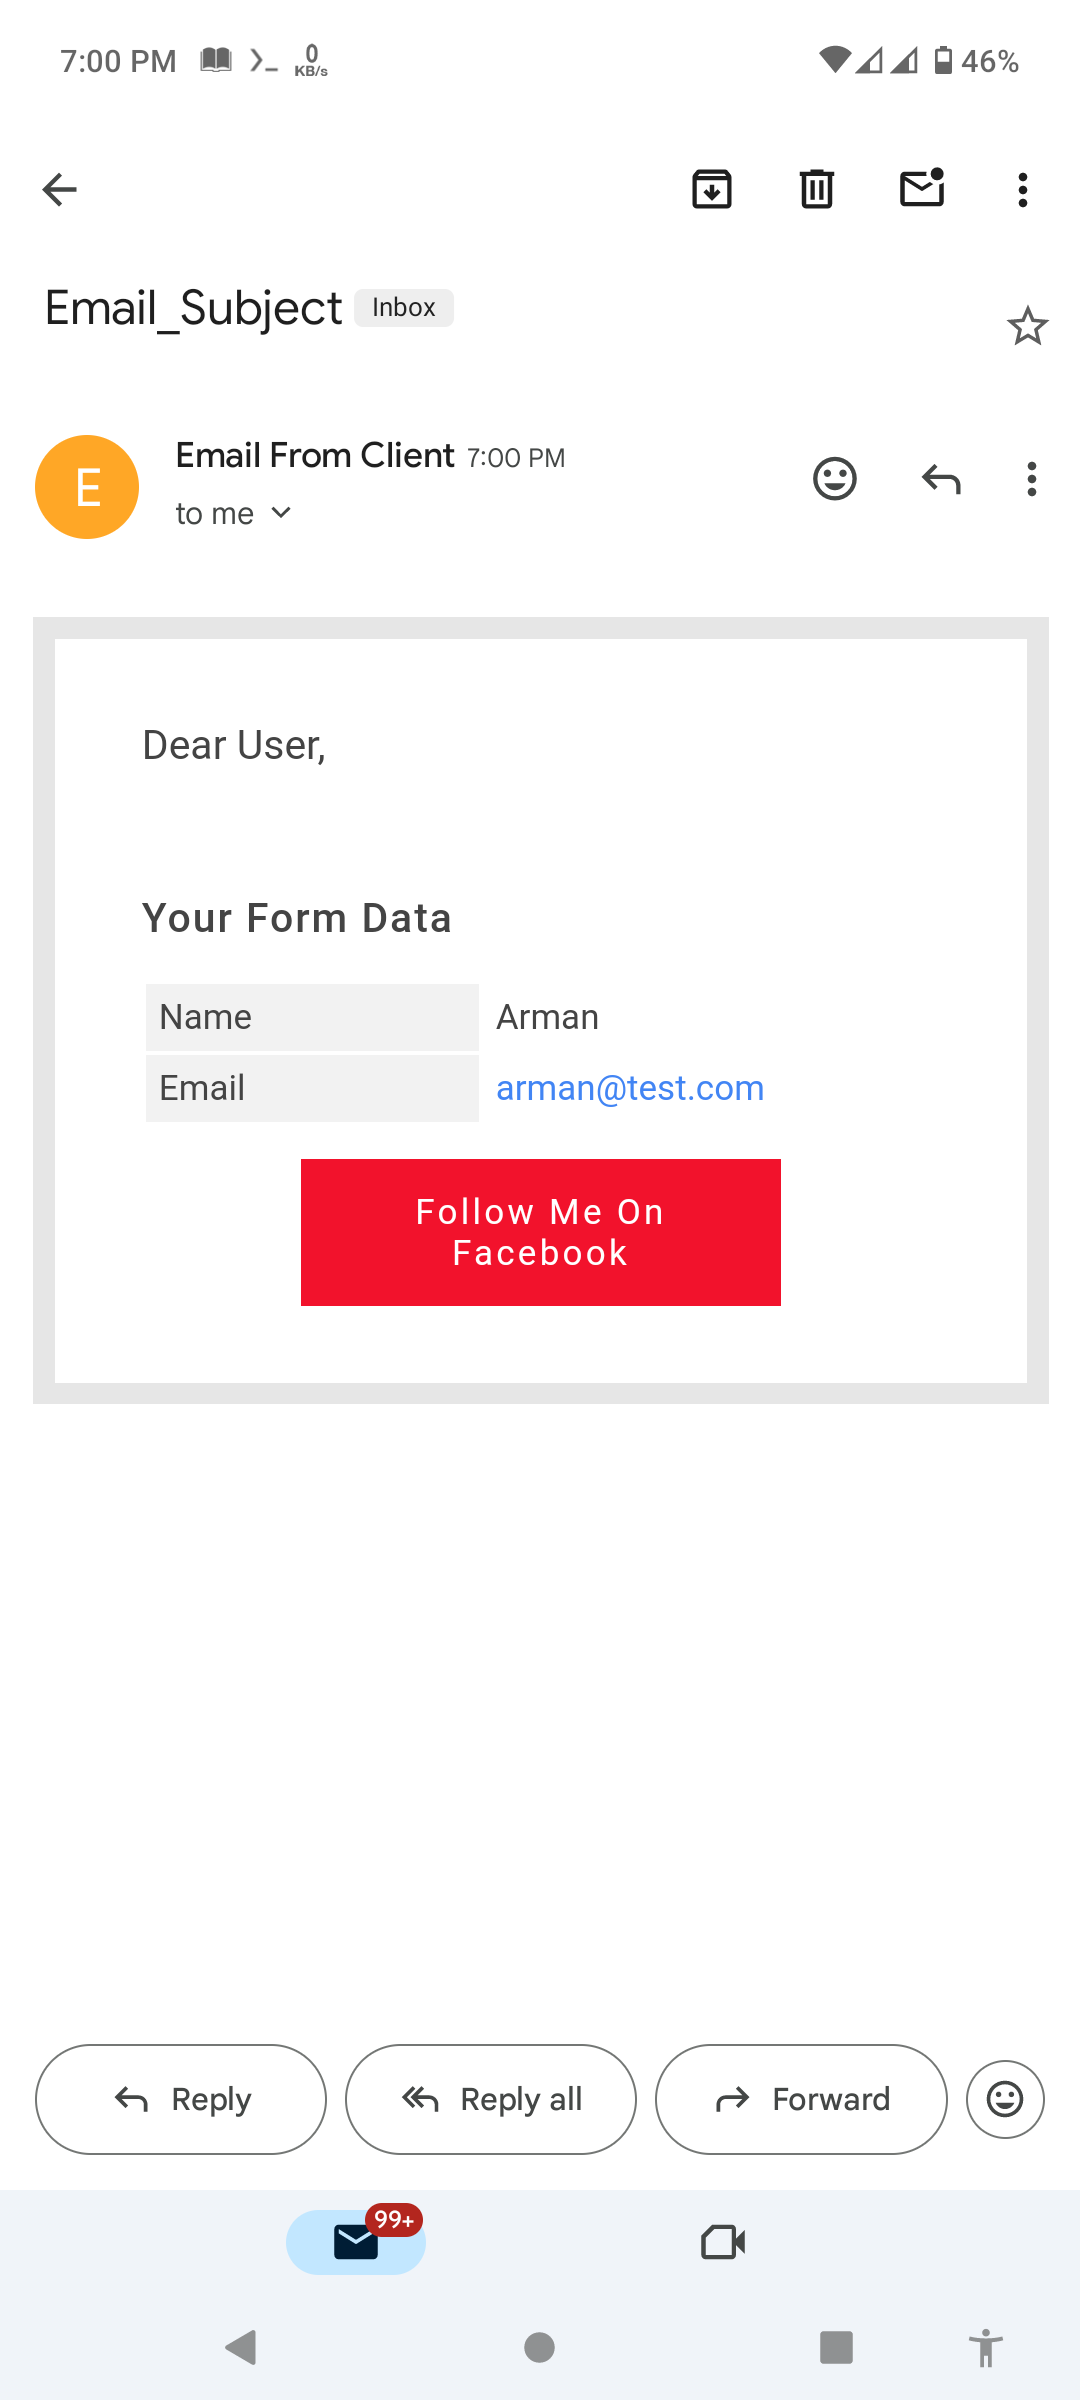 7:00 PM 0 KB/s 46%
Email_Subject Inbox
E
Email From Client 7:00 PM
to me
Dear User,
Your Form Data
Name Arman
Email arman@test.com
Follow Me On
Facebook
Reply Reply all Forward
99+